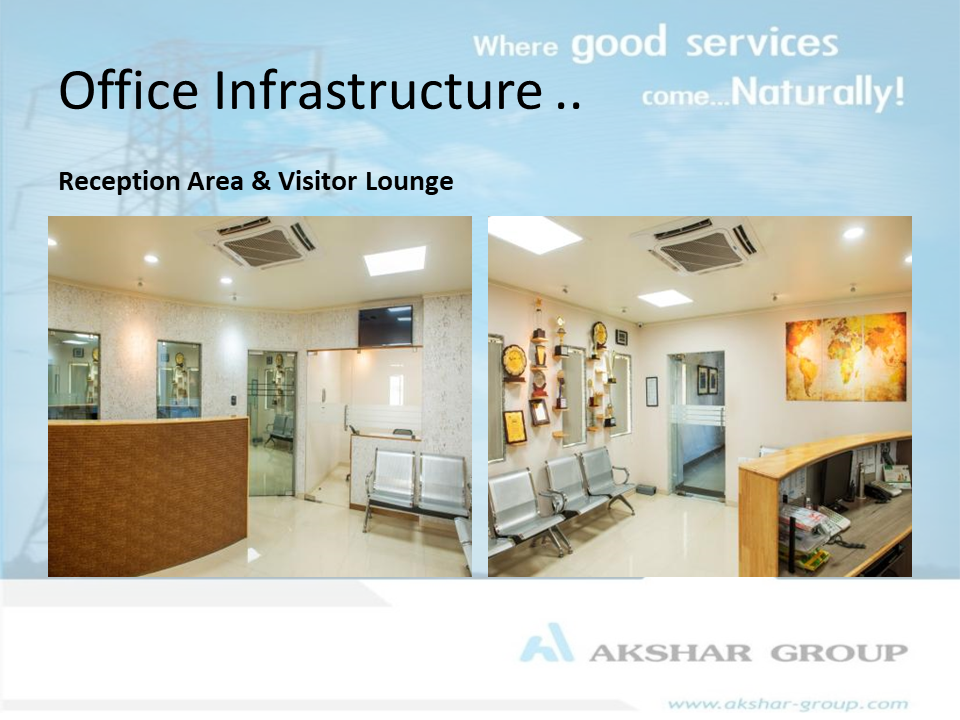 Where good services
come...Naturally!
Office Infrastructure ..
Reception Area & Visitor Lounge
AKSHAR GROUP
www.akshar-group.com